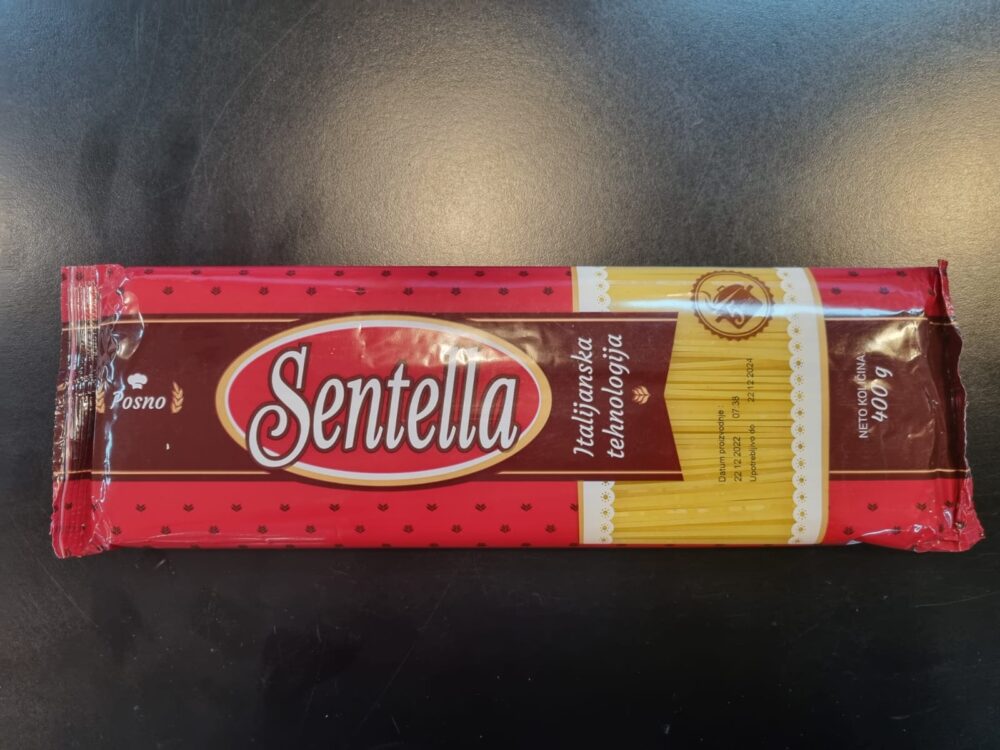 Posno
Sentella
Italijanska
tehnologija
Datum proizvodnje :
22 12 2022 07:38
Upotrebljivo do 22 12 2024
NETO KOLIČINA
400 g